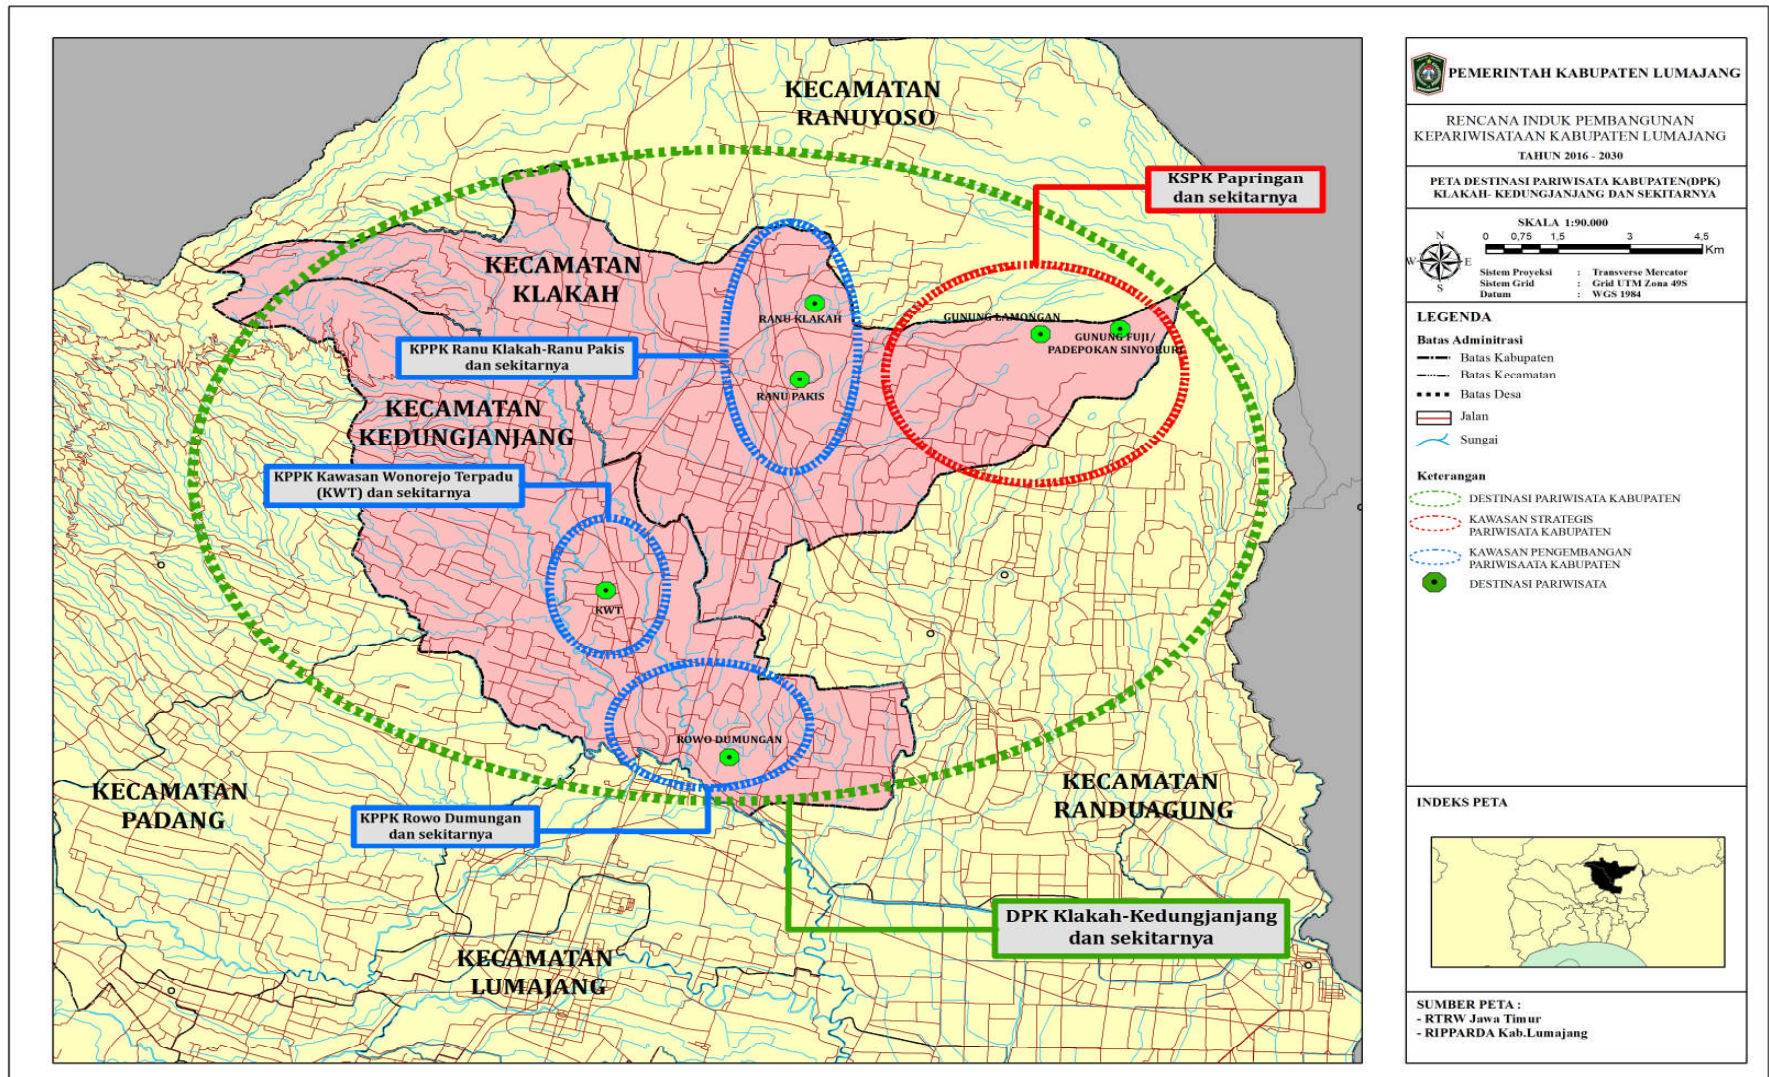 KECAMATAN
RANUYOSO
KSPK Papringan
dan sekitarnya
KECAMATAN
KLAKAH
RANU KLAKAH
GUNUNG LAMONGAN
GUNUNG FUJI/
PADEPOKAN SINYORURI
KPPK Ranu Klakah-Ranu Pakis
dan sekitarnya
RANU PAKIS
KECAMATAN
KEDUNGJANJANG
KPPK Kawasan Wonorejo Terpadu
(KWT) dan sekitarnya
KWT
ROWO DUMUNGAN
KECAMATAN
PADANG
KPPK Rowo Dumungan
dan sekitarnya
KECAMATAN
RANDUAGUNG
DPK Klakah-Kedungjanjang
dan sekitarnya
KECAMATAN
LUMAJANG
PEMERINTAH KABUPATEN LUMAJANG
RENCANA INDUK PEMBANGUNAN
KEPARIWISATAAN KABUPATEN LUMAJANG
TAHUN 2016 - 2030
PETA DESTINASI PARIWISATA KABUPATEN(DPK)
KLAKAH- KEDUNGJANJANG DAN SEKITARNYA
SKALA 1:90.000
N
W E
S
0 0,75 1,5 3 4,5
Km
Sistem Proyeksi : Transverse Mercator
Sistem Grid : Grid UTM Zona 49S
Datum : WGS 1984
LEGENDA
Batas Adminitrasi
Batas Kabupaten
Batas Kecamatan
Batas Desa
Jalan
Sungai
Keterangan
DESTINASI PARIWISATA KABUPATEN
KAWASAN STRATEGIS
PARIWISATA KABUPATEN
KAWASAN PENGEMBANGAN
PARIWISAATA KABUPATEN
DESTINASI PARIWISATA
INDEKS PETA
SUMBER PETA :
- RTRW Jawa Timur
- RIPPARDA Kab.Lumajang